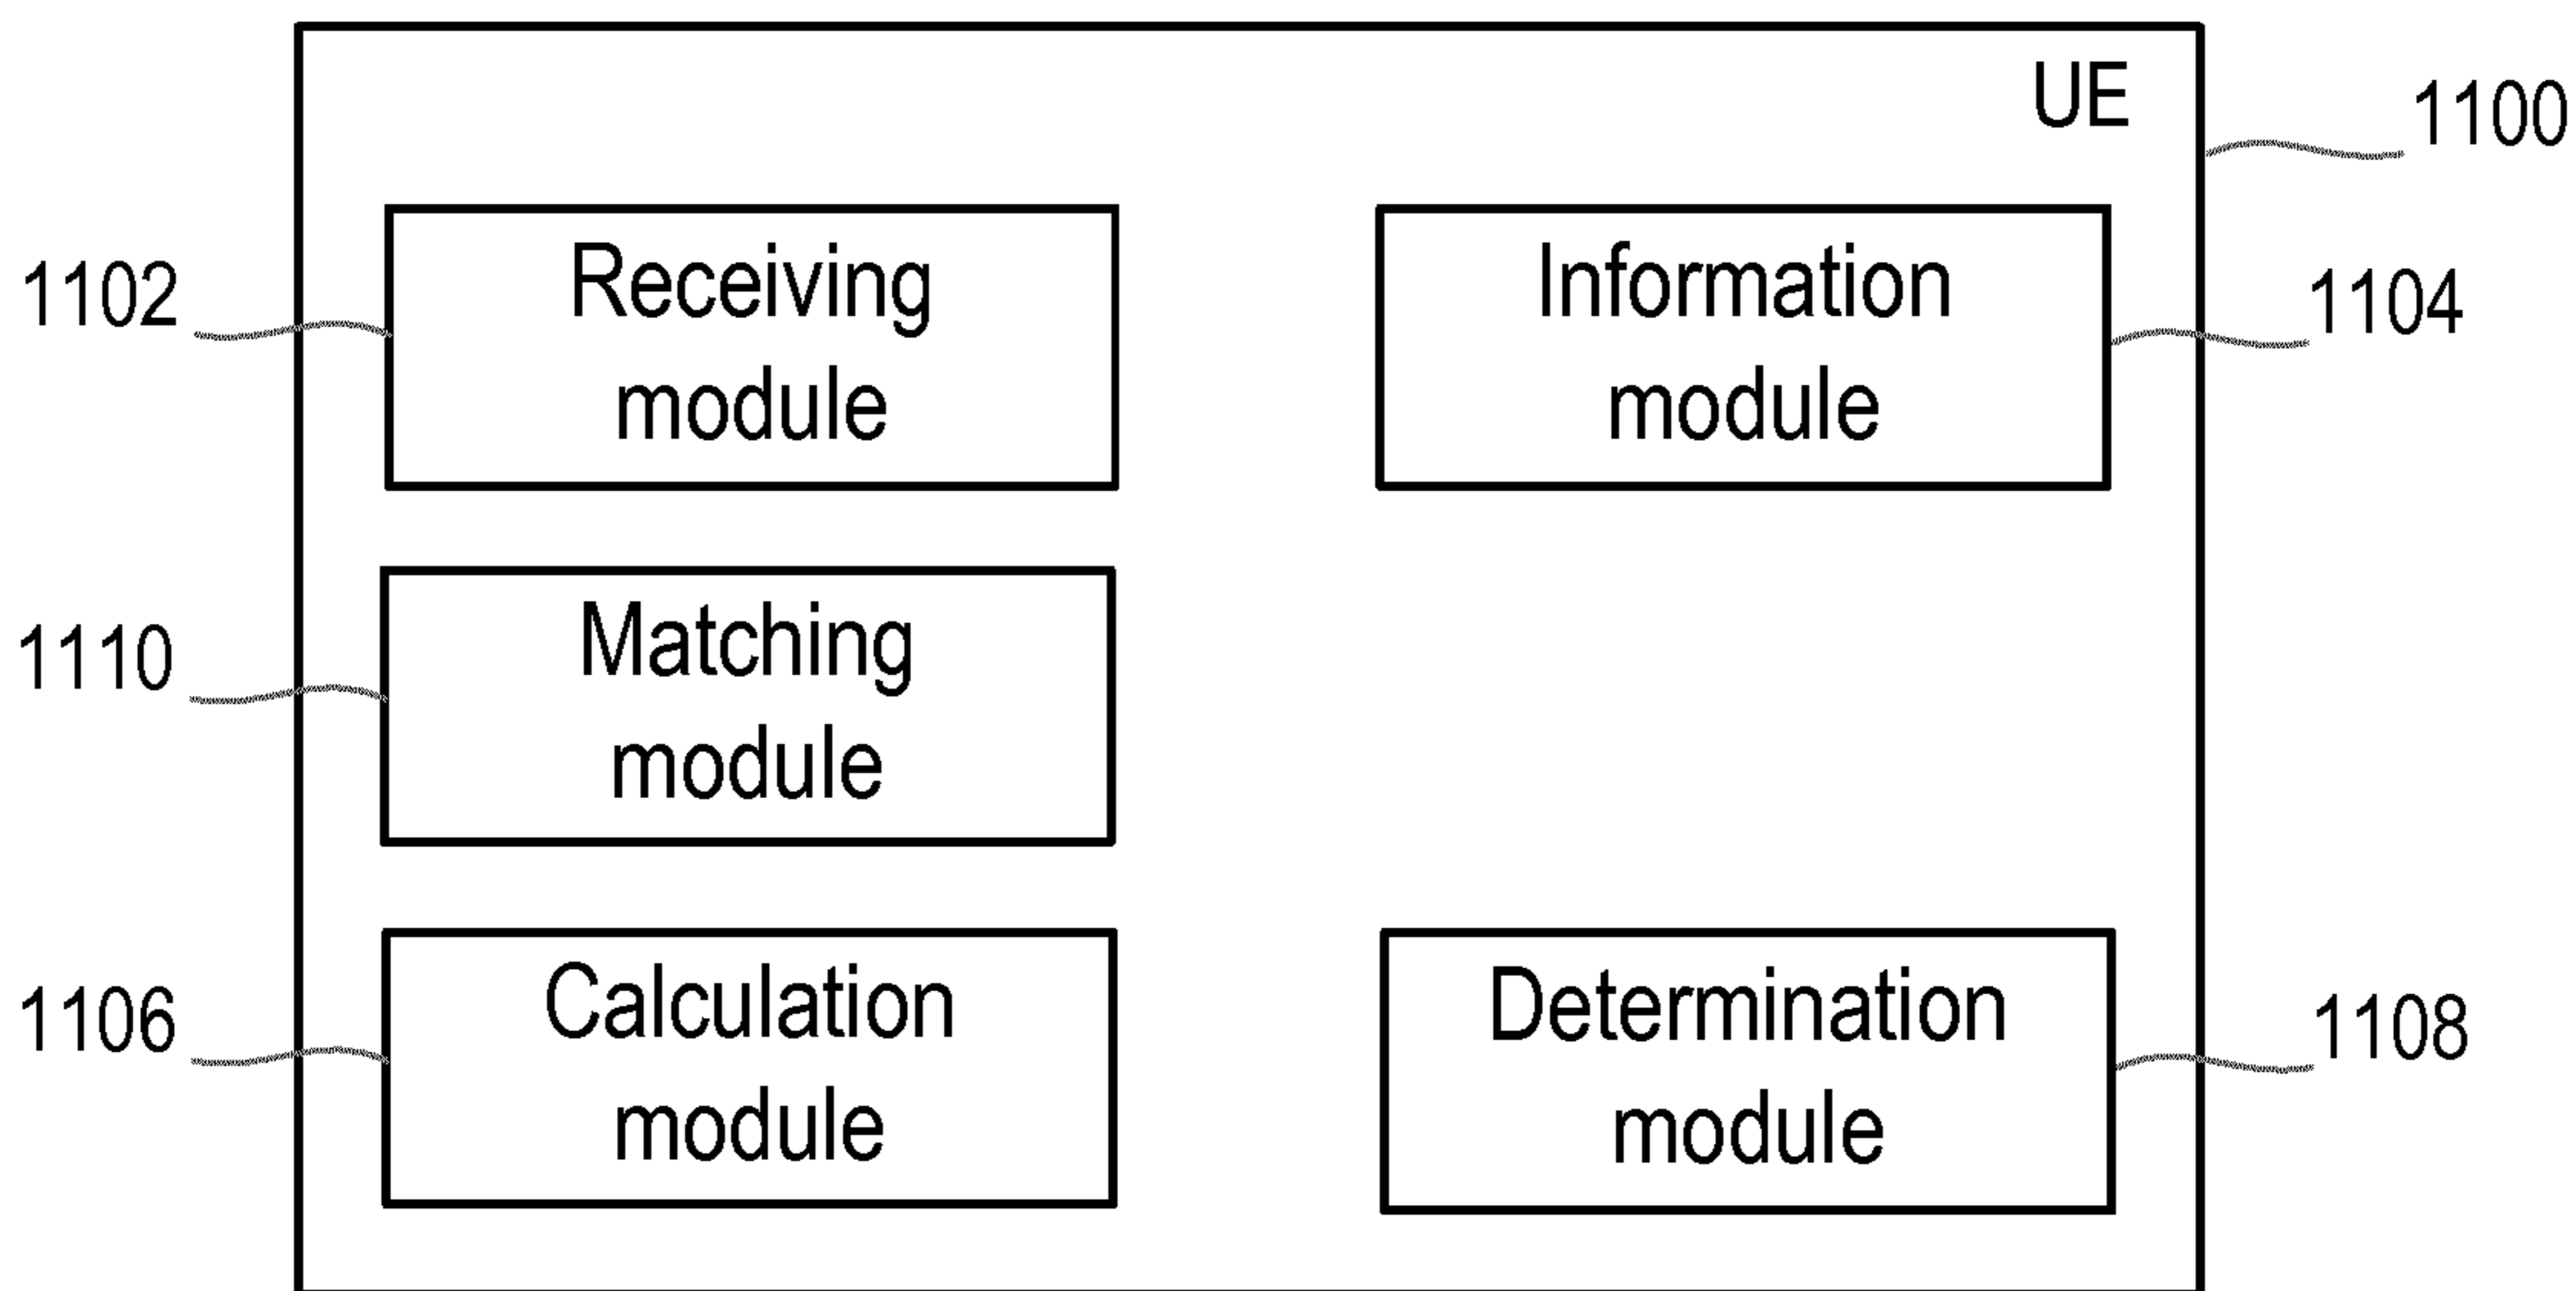 UE
1100
1102
Receiving
module
Information
module
1104
1110
Matching
module
1106
Calculation
module
Determination
module
1108